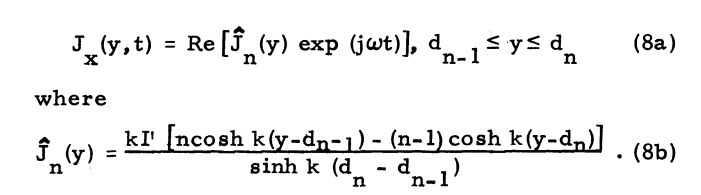 J_x(y,t) = Re [Ĵ_n(y) exp (jωt)], d_{n-1} ≤ y ≤ d_n (8a)
where
Ĵ_n(y) = kI' [ncosh k(y-d_{n-1}) - (n-1) cosh k(y-d_n)] / sinh k (d_n - d_{n-1}) . (8b)